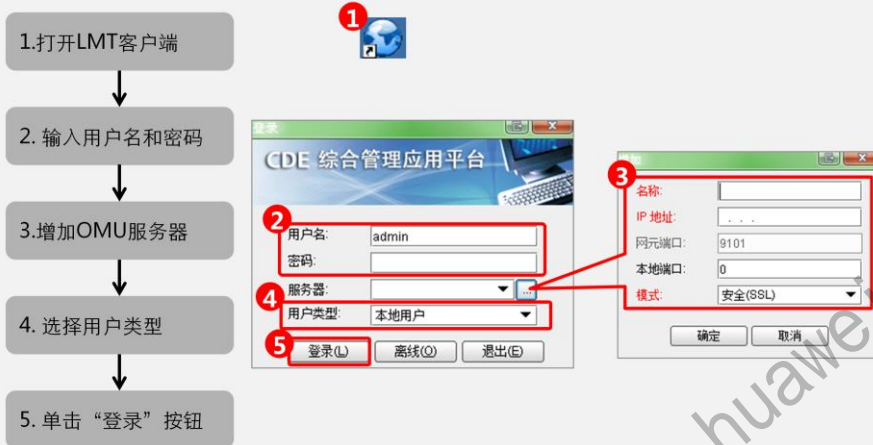 1.打开LMT客户端
2. 输入用户名和密码
3.增加OMU服务器
4. 选择用户类型
5. 单击“登录”按钮
1
登录
CDE 综合管理应用平台
2
用户名: admin
密码:
服务器: ...
4
用户类型: 本地用户
5
登录(L) 离线(O) 退出(E)
增加
3
名称:
IP 地址: . . .
网元端口: 9101
本地端口: 0
模式: 安全(SSL)
确定 取消
huawei